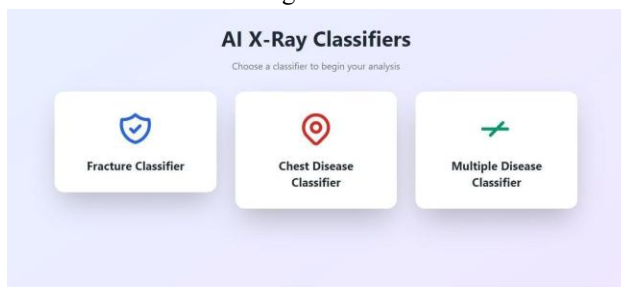 AI X-Ray Classifiers
Choose a classifier to begin your analysis
Fracture Classifier
Chest Disease
Classifier
Multiple Disease
Classifier